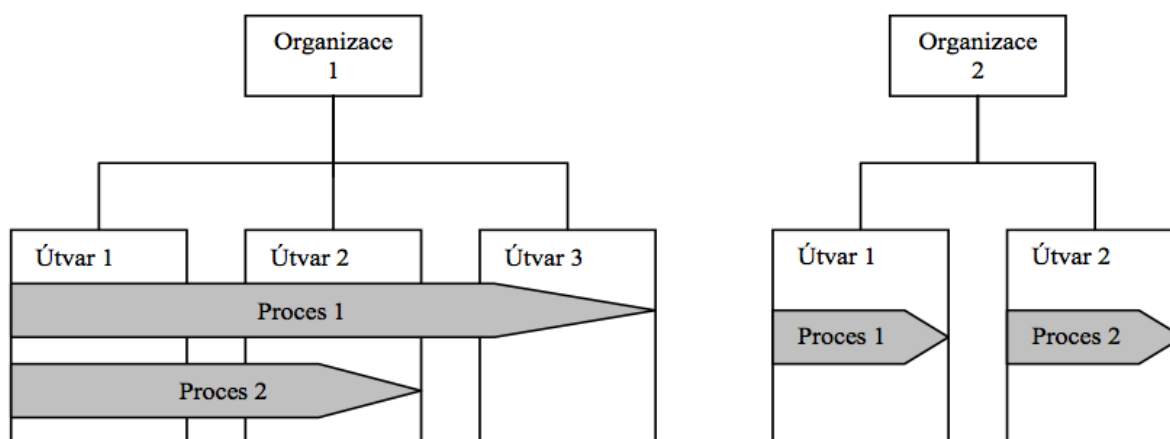 Organizace
1
Organizace
2
Útvar 1
Útvar 2
Útvar 3
Útvar 1
Útvar 2
Proces 1
Proces 2
Proces 1
Proces 2